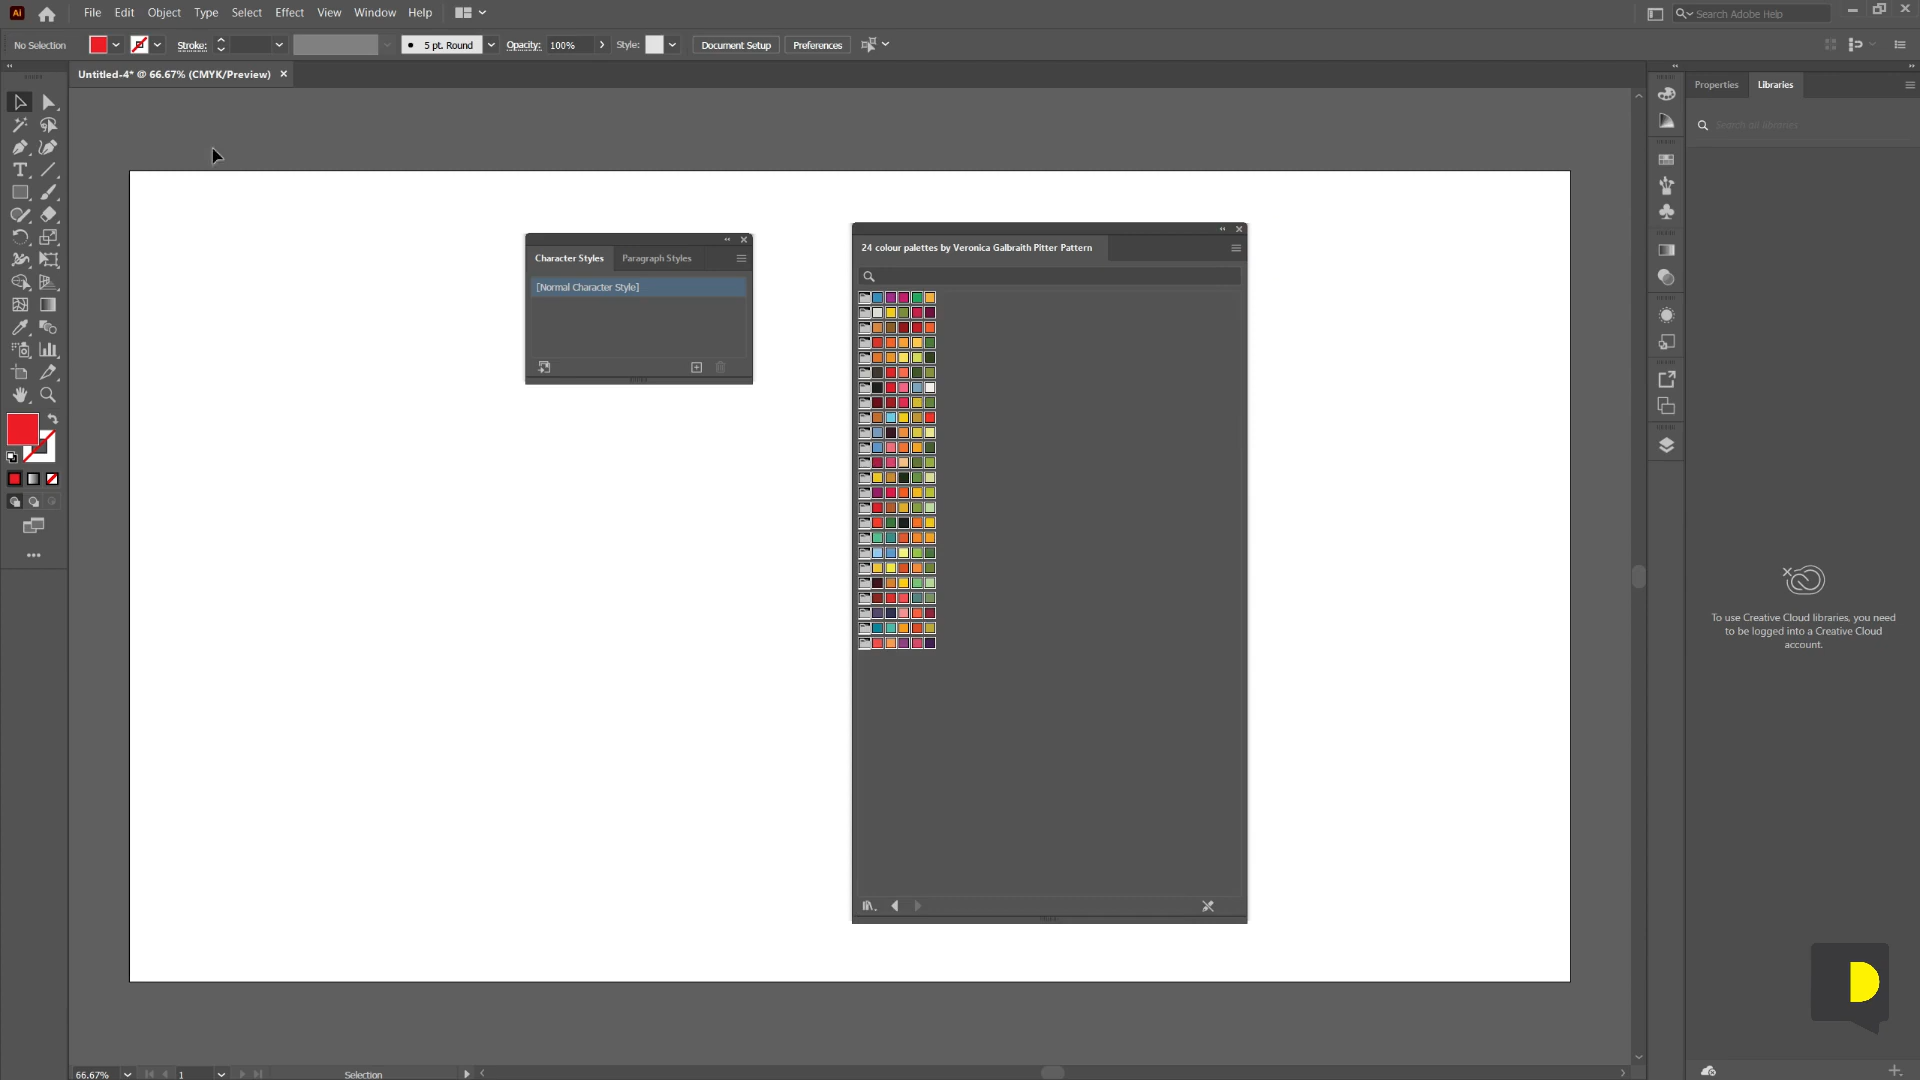 Ai File Edit Object Type Select Effect View Window Help Search Adobe Help
No Selection Stroke: 5 pt. Round Opacity: 100% Style: Document Setup Preferences
Untitled-4* @ 66.67% (CMYK/Preview)
Properties Libraries
Search all libraries
24 colour palettes by Veronica Galbraith Pitter Pattern
Character Styles Paragraph Styles
[Normal Character Style]
To use Creative Cloud libraries, you need
to be logged into a Creative Cloud
account.
D
66.67% 1 Selection